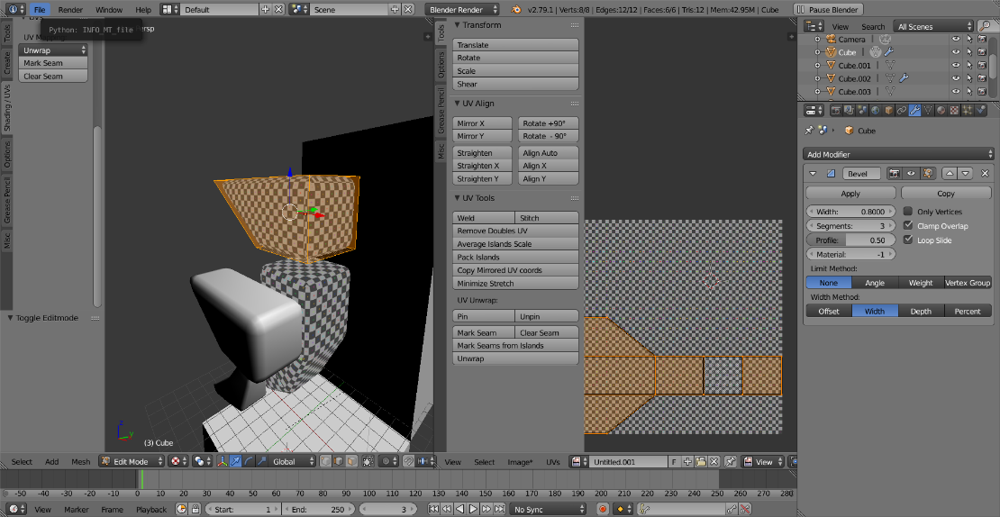 File Render Window Help Default Scene Blender Render v2.79.1 | Verts:8/8 | Edges:12/12 | Faces:6/6 | Tris:12 | Mem:42.95M | Cube Pause Blender
Python: INFO_MT_file
Unwrap
Mark Seam
Clear Seam
Tools
Create
Shading / UVs
Options
Grease Pencil
Misc
Toggle Editmode
(3) Cube
z
y
Select Add Mesh Edit Mode Global
Tools
Options
Grease Pencil
Misc
Transform
Translate
Rotate
Scale
Shear
UV Align
Mirror X Rotate +90°
Mirror Y Rotate - 90°
Straighten Align Auto
Straighten X Align X
Straighten Y Align Y
UV Tools
Weld Stitch
Remove Doubles UV
Average Islands Scale
Pack Islands
Copy Mirrored UV coords
Minimize Stretch
UV Unwrap:
Pin Unpin
Mark Seam Clear Seam
Mark Seams from Islands
Unwrap
View Select Image* UVs Untitled.001 F View
View Search All Scenes
Camera
Cube
Cube.001
Cube.002
Cube.003
Cube
Add Modifier
Bevel
Apply Copy
Width: 0.8000 Only Vertices
Segments: 3 Clamp Overlap
Profile: 0.50 Loop Slide
Material: -1
Limit Method:
None Angle Weight Vertex Group
Width Method:
Offset Width Depth Percent
-50 -40 -30 -20 -10 0 10 20 30 40 50 60 70 80 90 100 110 120 130 140 150 160 170 180 190 200 210 220 230 240 250 260 270 280
View Marker Frame Playback Start: 1 End: 250 3 No Sync